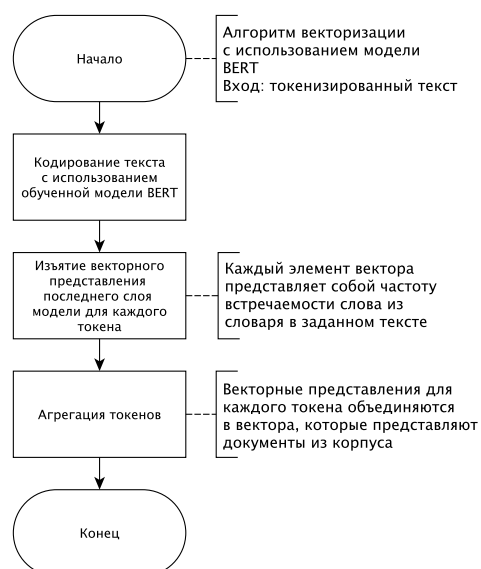 Начало
Алгоритм векторизации
с использованием модели
BERT
Вход: токенизированный текст
Кодирование текста
с использованием
обученной модели BERT
Изъятие векторного
представления
последнего слоя
модели для каждого
токена
Каждый элемент вектора
представляет собой частоту
встречаемости слова из
словаря в заданном тексте
Агрегация токенов
Векторные представления для
каждого токена объединяются
в вектора, которые представляют
документы из корпуса
Конец